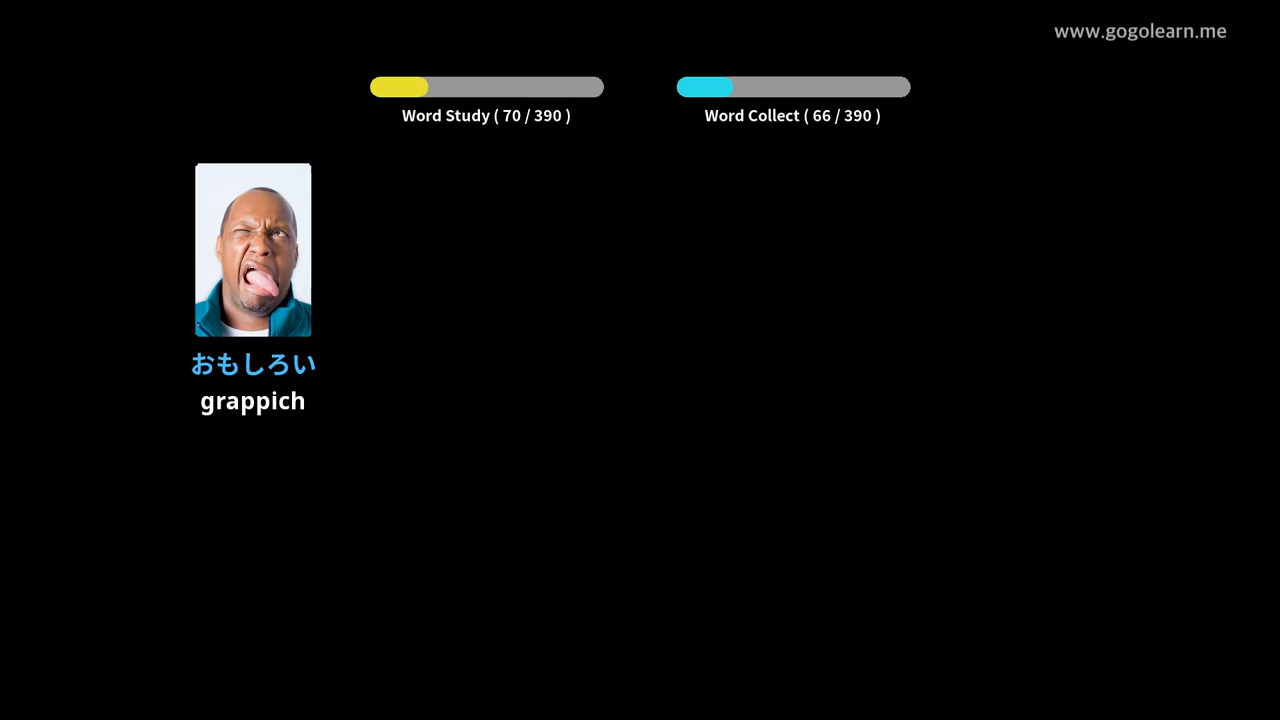 www.gogolearn.me
Word Study ( 70 / 390 )
Word Collect ( 66 / 390 )
おもしろい
grappich